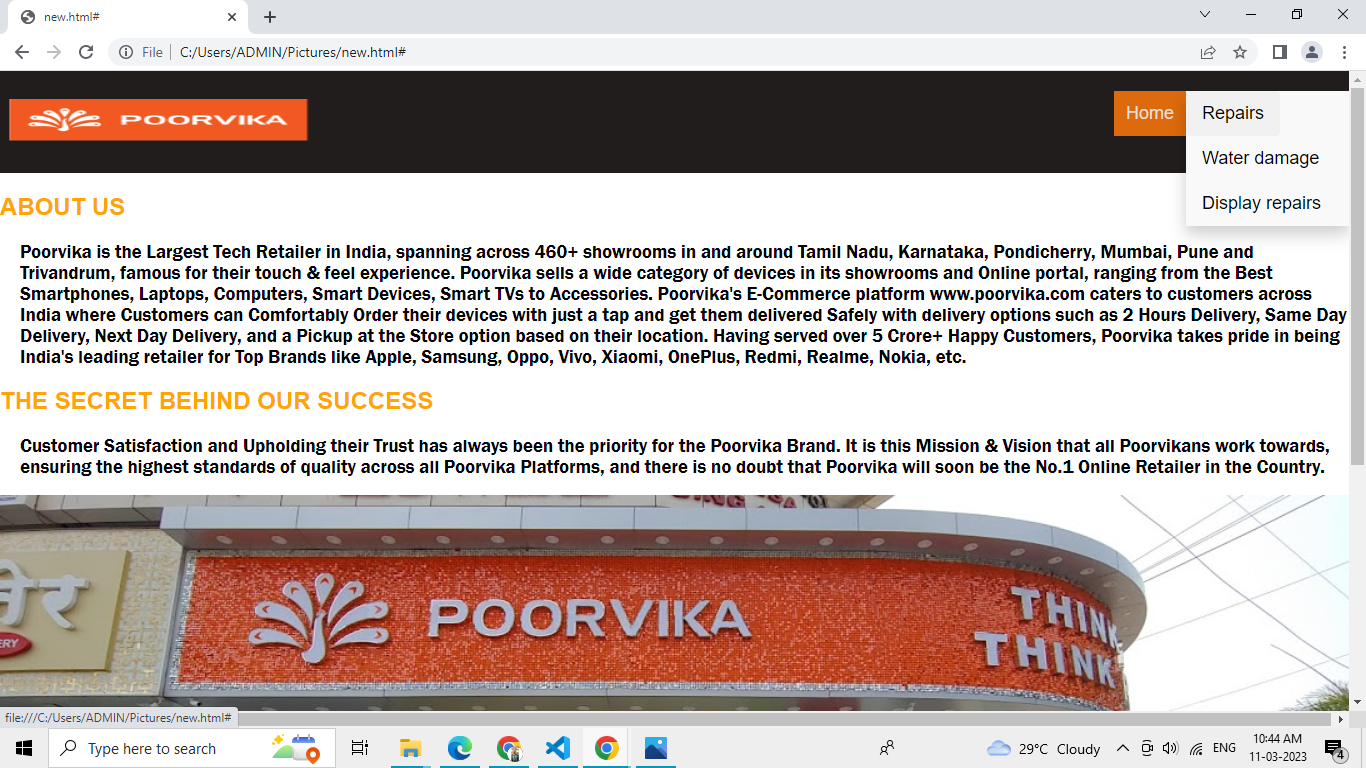 new.html#
File
C:/Users/ADMIN/Pictures/new.html#
POORVIKA
Home
Repairs
Water damage
Display repairs
ABOUT US
Poorvika is the Largest Tech Retailer in India, spanning across 460+ showrooms in and around Tamil Nadu, Karnataka, Pondicherry, Mumbai, Pune and
Trivandrum, famous for their touch & feel experience. Poorvika sells a wide category of devices in its showrooms and Online portal, ranging from the Best
Smartphones, Laptops, Computers, Smart Devices, Smart TVs to Accessories. Poorvika's E-Commerce platform www.poorvika.com caters to customers across
India where Customers can Comfortably Order their devices with just a tap and get them delivered Safely with delivery options such as 2 Hours Delivery, Same Day
Delivery, Next Day Delivery, and a Pickup at the Store option based on their location. Having served over 5 Crore+ Happy Customers, Poorvika takes pride in being
India's leading retailer for Top Brands like Apple, Samsung, Oppo, Vivo, Xiaomi, OnePlus, Redmi, Realme, Nokia, etc.
THE SECRET BEHIND OUR SUCCESS
Customer Satisfaction and Upholding their Trust has always been the priority for the Poorvika Brand. It is this Mission & Vision that all Poorvikans work towards,
ensuring the highest standards of quality across all Poorvika Platforms, and there is no doubt that Poorvika will soon be the No.1 Online Retailer in the Country.
POORVIKA
THINK
THINK
file:///C:/Users/ADMIN/Pictures/new.html#
Type here to search
29°C Cloudy
ENG
10:44 AM
11-03-2023
4